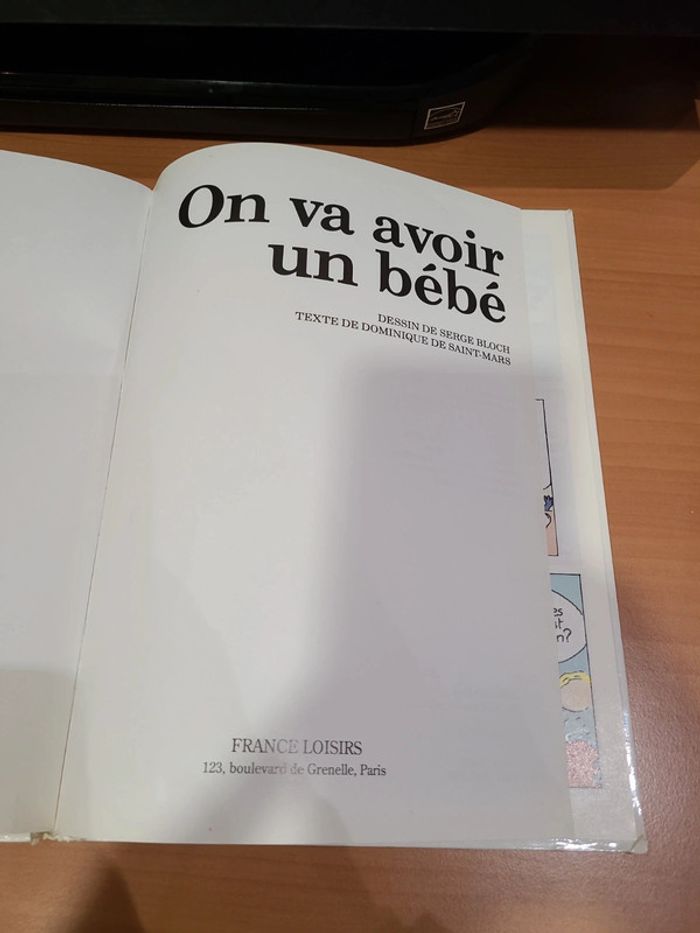 On va avoir
un bébé
DESSIN DE SERGE BLOCH
TEXTE DE DOMINIQUE DE SAINT-MARS
FRANCE LOISIRS
123, boulevard de Grenelle, Paris